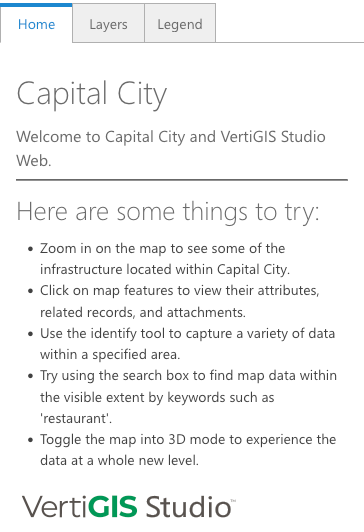 Home Layers Legend
Capital City
Welcome to Capital City and VertiGIS Studio
Web.
Here are some things to try:
• Zoom in on the map to see some of the
infrastructure located within Capital City.
• Click on map features to view their attributes,
related records, and attachments.
• Use the identify tool to capture a variety of data
within a specified area.
• Try using the search box to find map data within
the visible extent by keywords such as
'restaurant'.
• Toggle the map into 3D mode to experience the
data at a whole new level.
VertiGIS Studio™